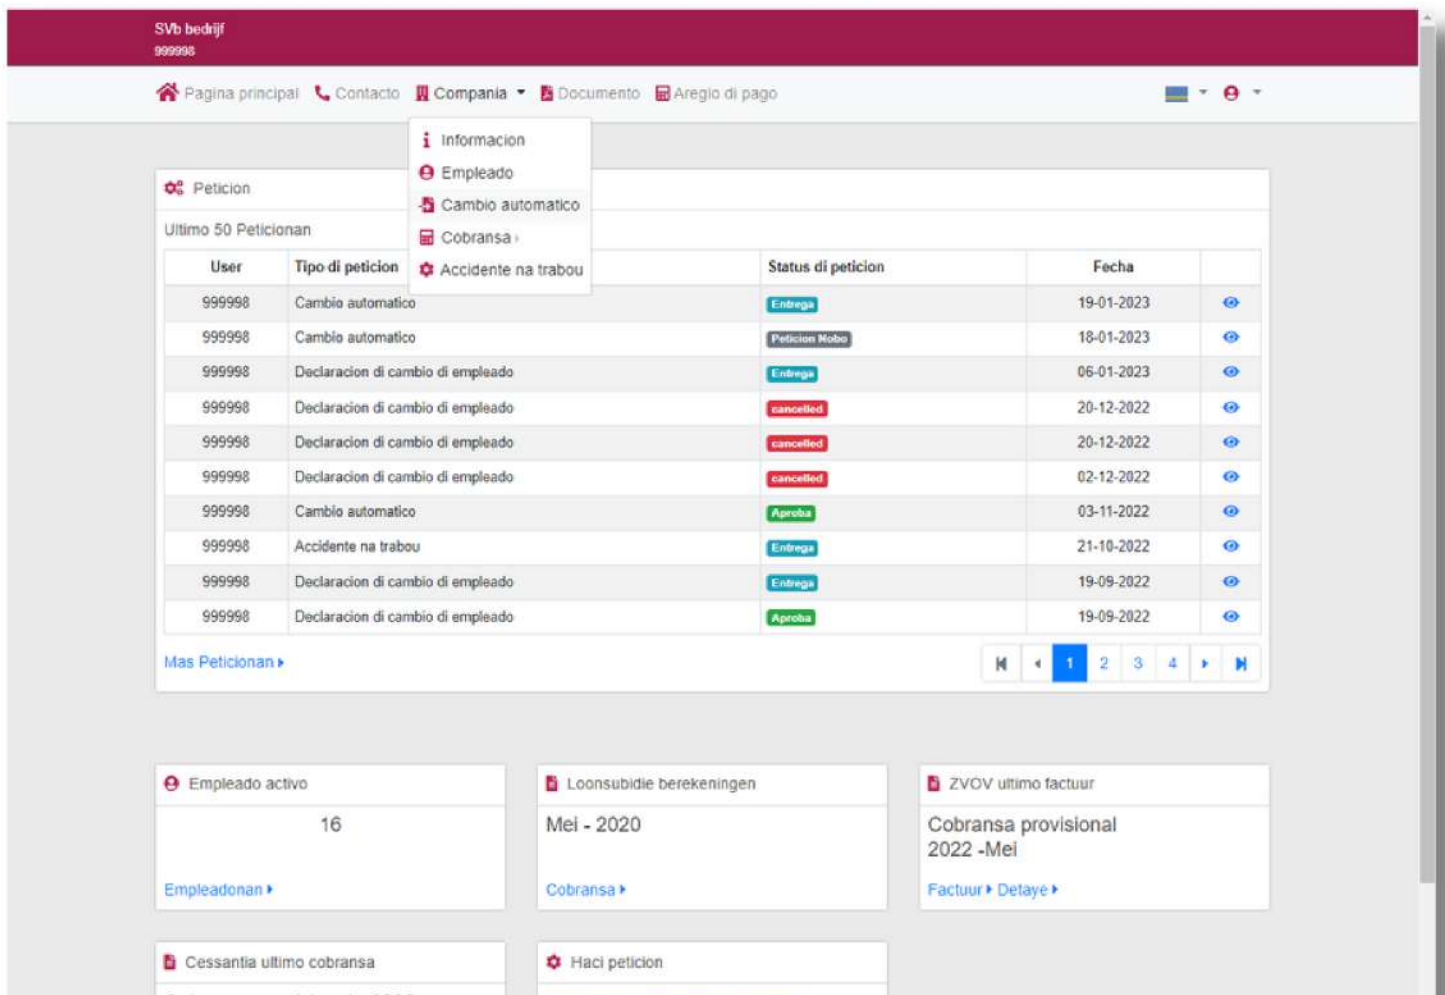 SVb bedrijf
999998
Pagina principal Contacto Compania Documento Areglo di pago
Informacion
Empleado
Cambio automatico
Cobransa
Accidente na trabou
Peticion
Ultimo 50 Peticionan
User Tipo di peticion Status di peticion Fecha
999998 Cambio automatico Entrega 19-01-2023
999998 Cambio automatico Peticion Nobo 18-01-2023
999998 Declaracion di cambio di empleado Entrega 06-01-2023
999998 Declaracion di cambio di empleado cancelled 20-12-2022
999998 Declaracion di cambio di empleado cancelled 20-12-2022
999998 Declaracion di cambio di empleado cancelled 02-12-2022
999998 Cambio automatico Aproba 03-11-2022
999998 Accidente na trabou Entrega 21-10-2022
999998 Declaracion di cambio di empleado Entrega 19-09-2022
999998 Declaracion di cambio di empleado Aproba 19-09-2022
Mas Peticionan 1 2 3 4
Empleado activo
16
Empleadonan
Loonsubidie berekeningen
Mei - 2020
Cobransa
ZVOV ultimo factuur
Cobransa provisional
2022 -Mei
Factuur Detaye
Cessantia ultimo cobransa
Haci peticion